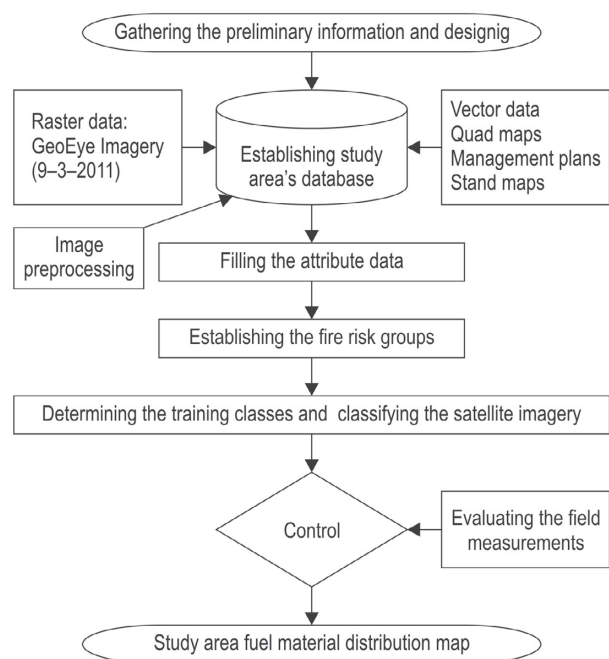 Gathering the preliminary information and designig
Raster data:
GeoEye Imagery
(9–3–2011)
Establishing study
area's database
Vector data
Quad maps
Management plans
Stand maps
Image
preprocessing
Filling the attribute data
Establishing the fire risk groups
Determining the training classes and classifying the satellite imagery
Control
Evaluating the field
measurements
Study area fuel material distribution map